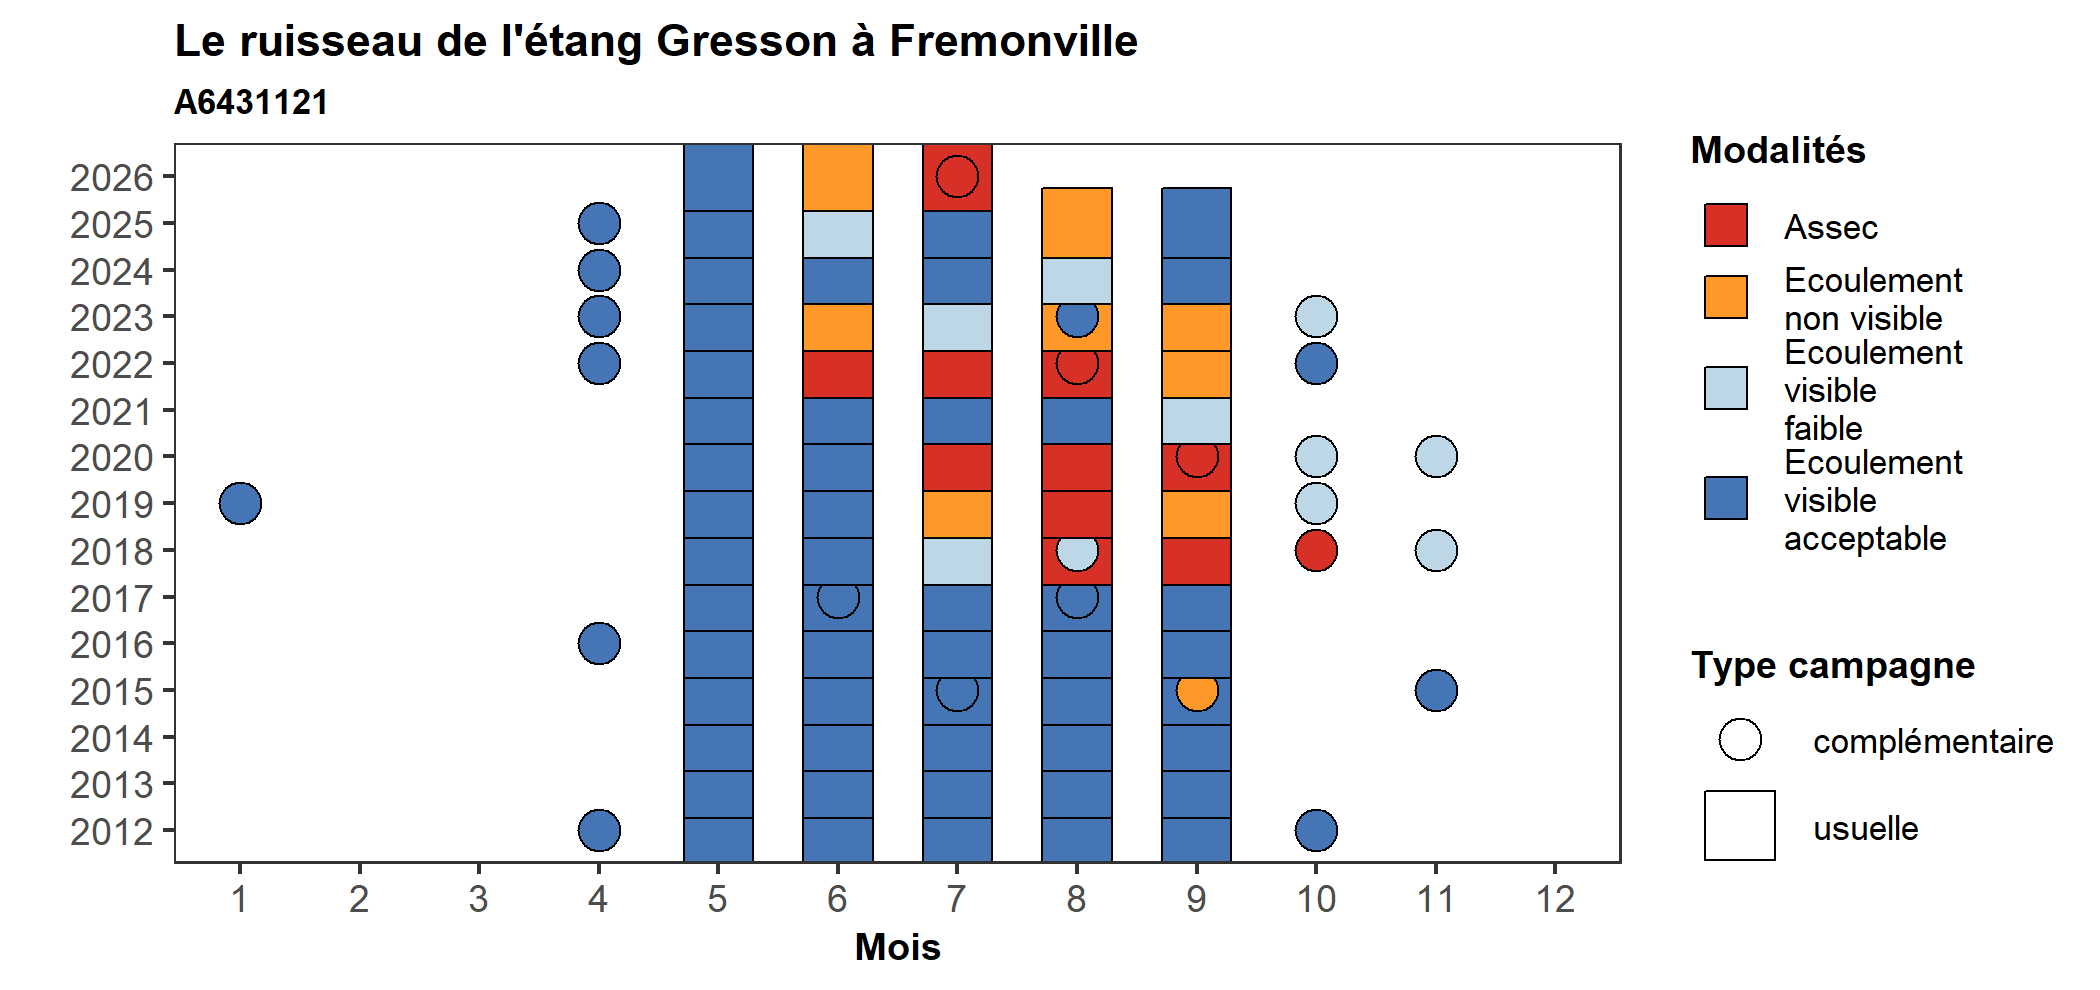 Le ruisseau de l'étang Gresson à Fremonville
A6431121
2026
2025
2024
2023
2022
2021
2020
2019
2018
2017
2016
2015
2014
2013
2012
1 2 3 4 5 6 7 8 9 10 11 12
Mois
Modalités
Assec
Ecoulement
non visible
Ecoulement
visible
faible
Ecoulement
visible
acceptable
Type campagne
complémentaire
usuelle